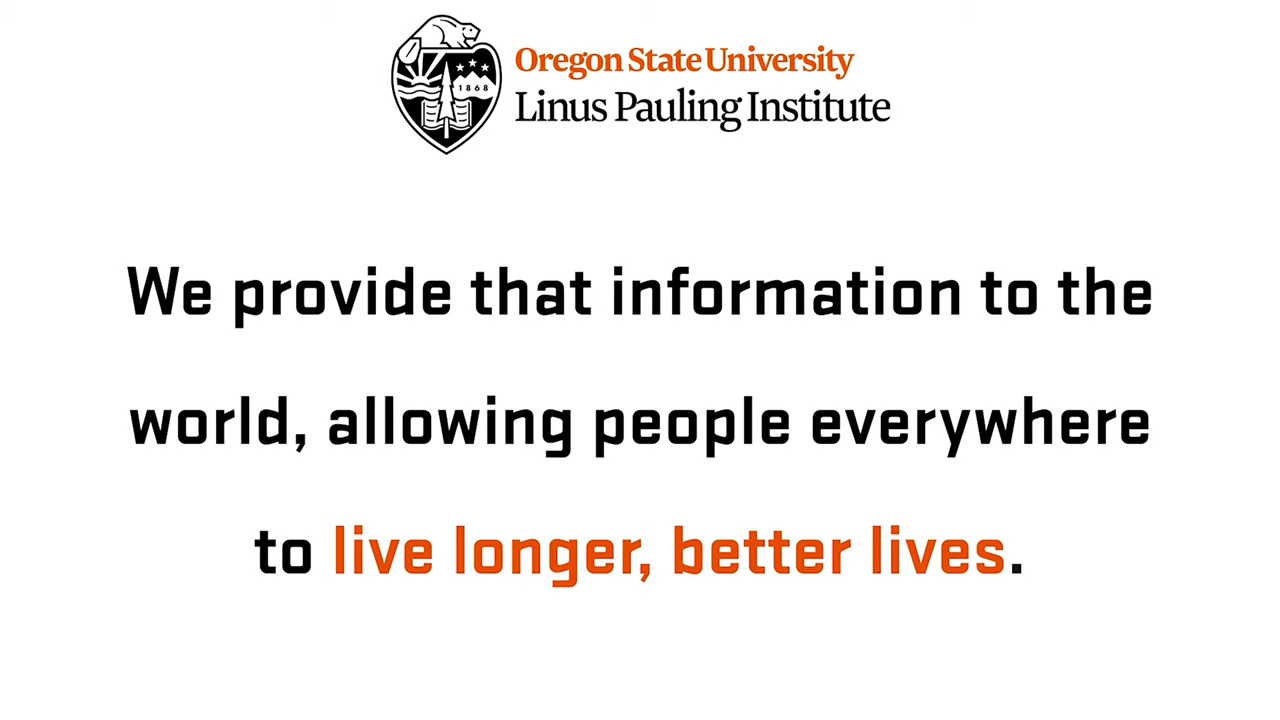 Oregon State University
Linus Pauling Institute
1868
We provide that information to the
world, allowing people everywhere
to live longer, better lives.